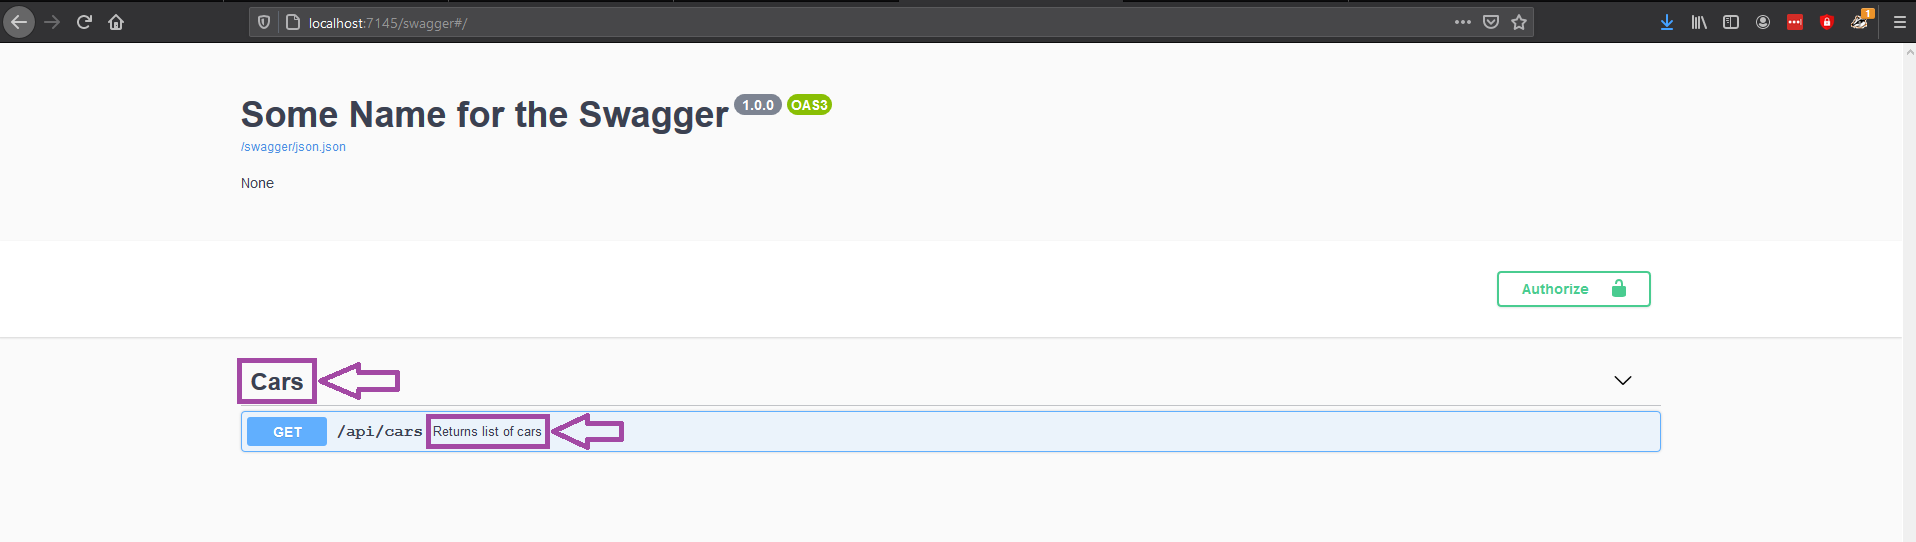 localhost:7145/swagger#/
1
Some Name for the Swagger 1.0.0 OAS3
/swagger/json.json
None
Authorize
Cars
GET /api/cars Returns list of cars